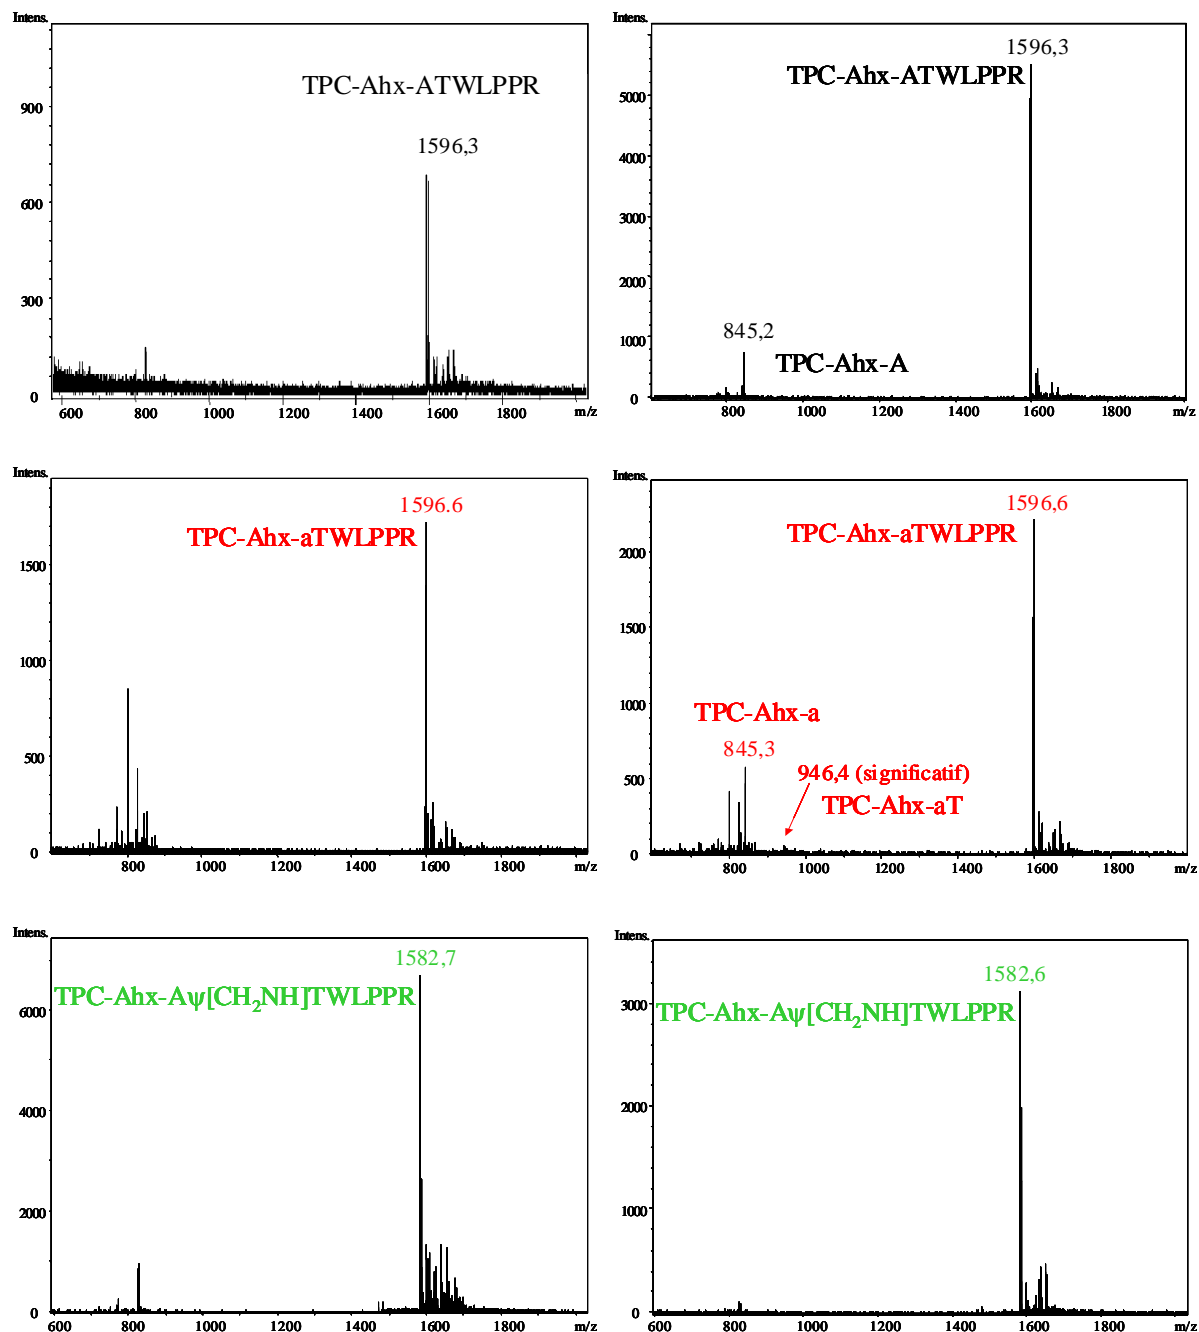 Intens.
TPC-Ahx-ATWLPPR
1596,3
900
600
300
0
600 800 1000 1200 1400 1600 1800 m/z
Intens.
1596,3
TPC-Ahx-ATWLPPR
5000
4000
3000
2000
1000
0
845,2
TPC-Ahx-A
800 1000 1200 1400 1600 1800 m/z
Intens.
1596.6
TPC-Ahx-aTWLPPR
1500
1000
500
0
600 800 1000 1200 1400 1600 1800 m/z
Intens.
1596,6
TPC-Ahx-aTWLPPR
2000
1500
1000
500
0
TPC-Ahx-a
845,3
946,4 (significatif)
TPC-Ahx-aT
800 1000 1200 1400 1600 1800 m/z
Intens.
1582,7
TPC-Ahx-Aψ[CH₂NH]TWLPPR
6000
4000
2000
0
600 800 1000 1200 1400 1600 1800 m/z
Intens.
1582,6
TPC-Ahx-Aψ[CH₂NH]TWLPPR
3000
2000
1000
0
600 800 1000 1200 1400 1600 1800 m/z